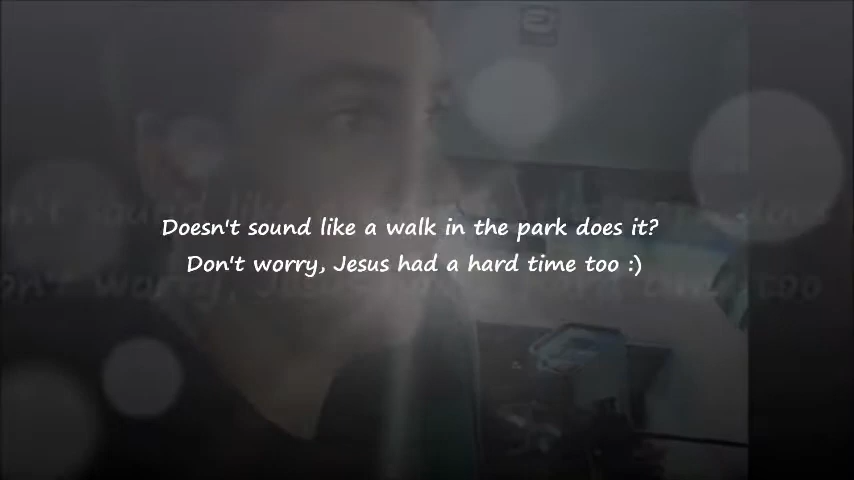 Doesn't sound like a walk in the park does it?
Don't worry, Jesus had a hard time too :)